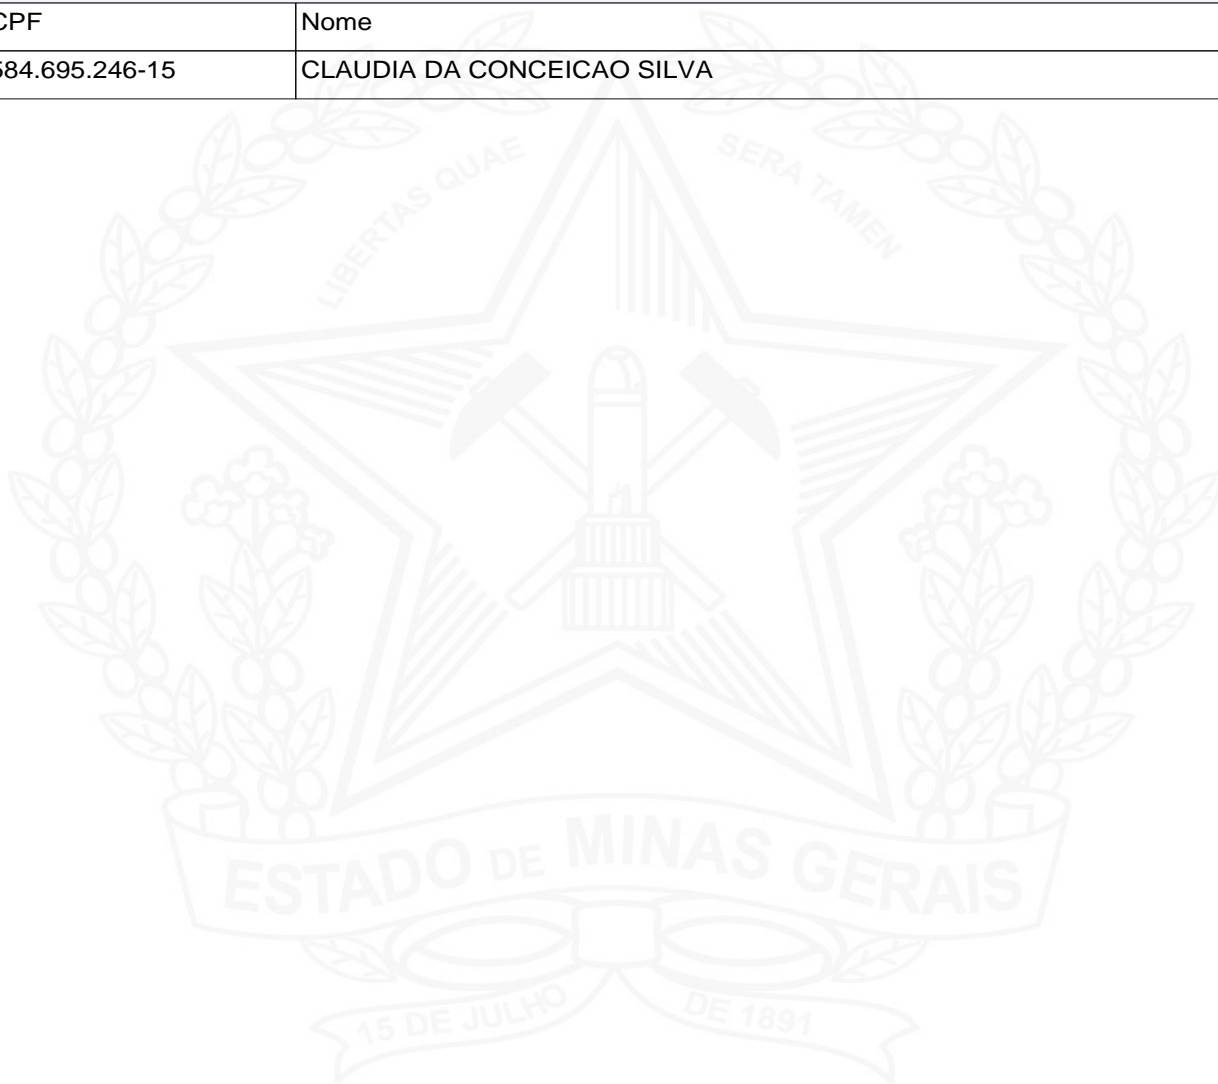 CPF Nome
584.695.246-15 CLAUDIA DA CONCEICAO SILVA
LIBERTAS QUAE SERA TAMEN
ESTADO DE MINAS GERAIS
15 DE JULHO DE 1891